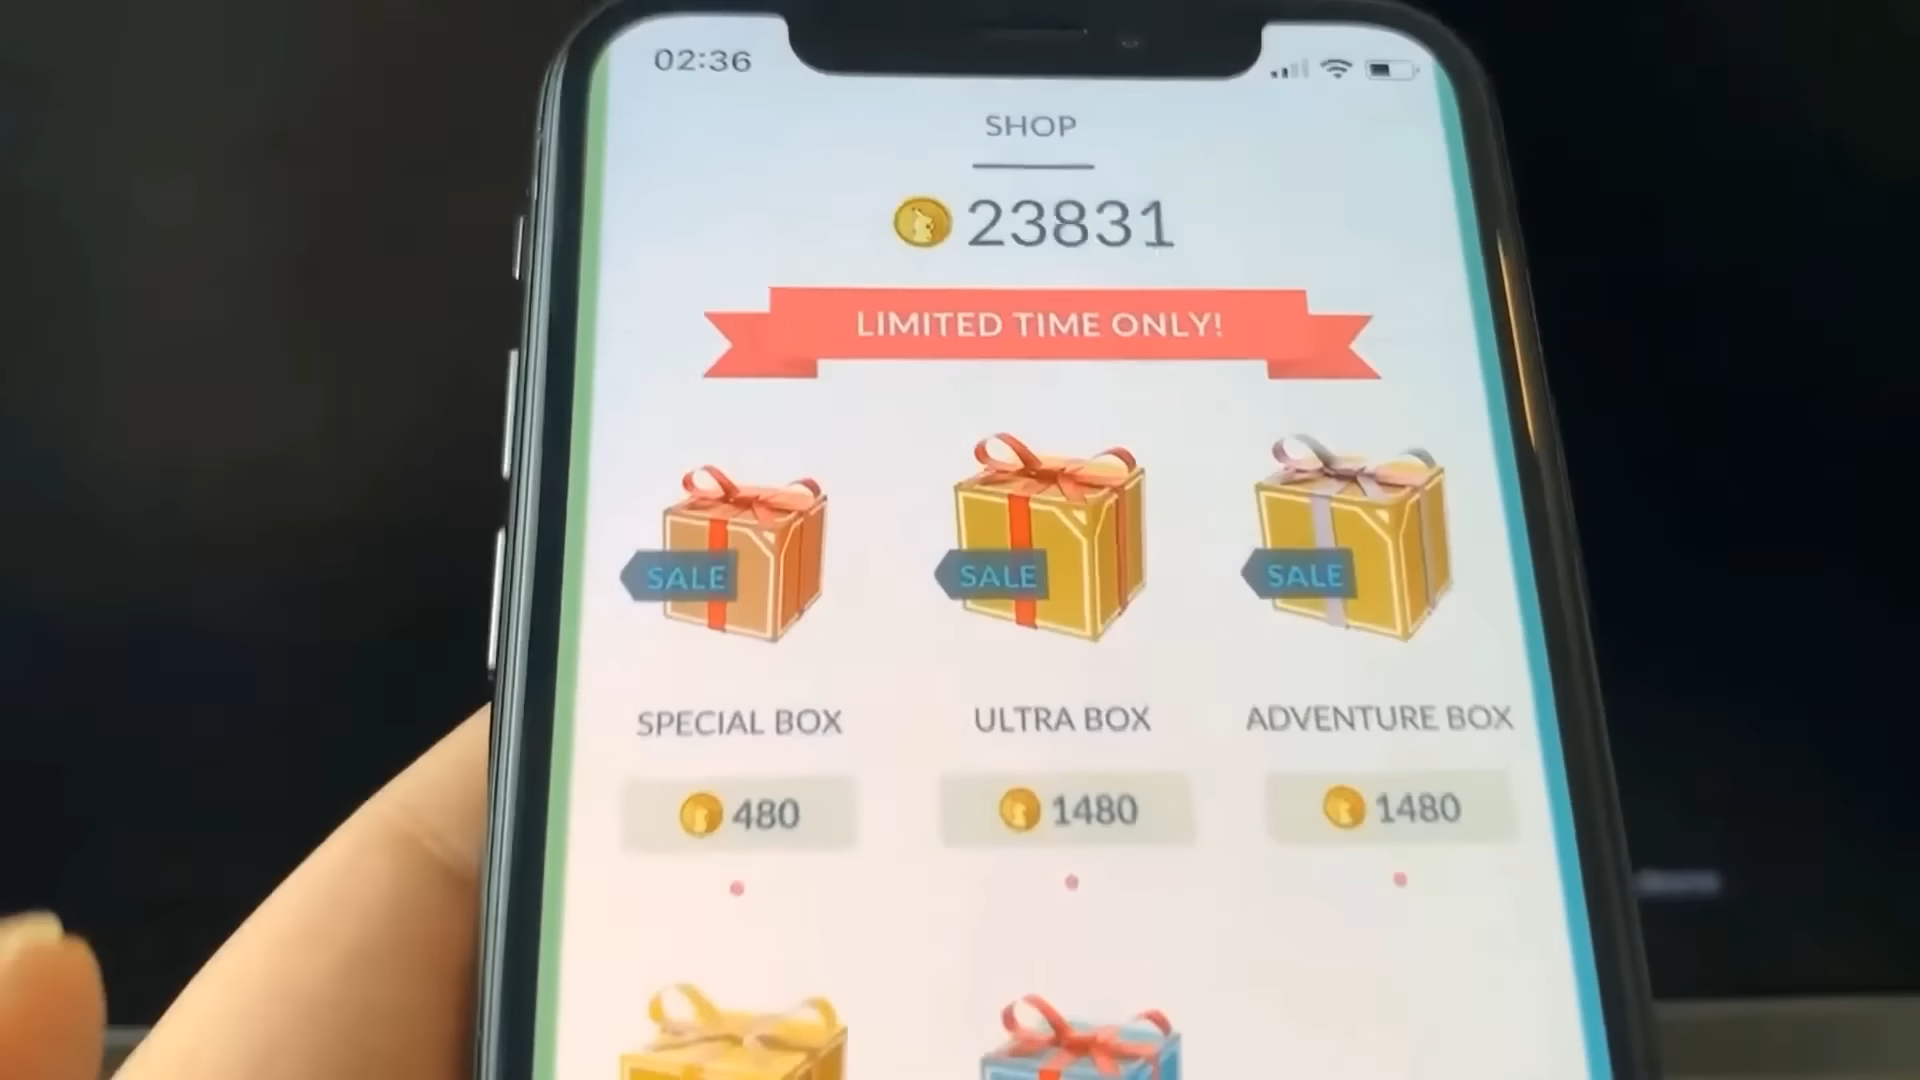 02:36
SHOP
23831
LIMITED TIME ONLY!
SALE
SALE
SALE
SPECIAL BOX
ULTRA BOX
ADVENTURE BOX
480
1480
1480